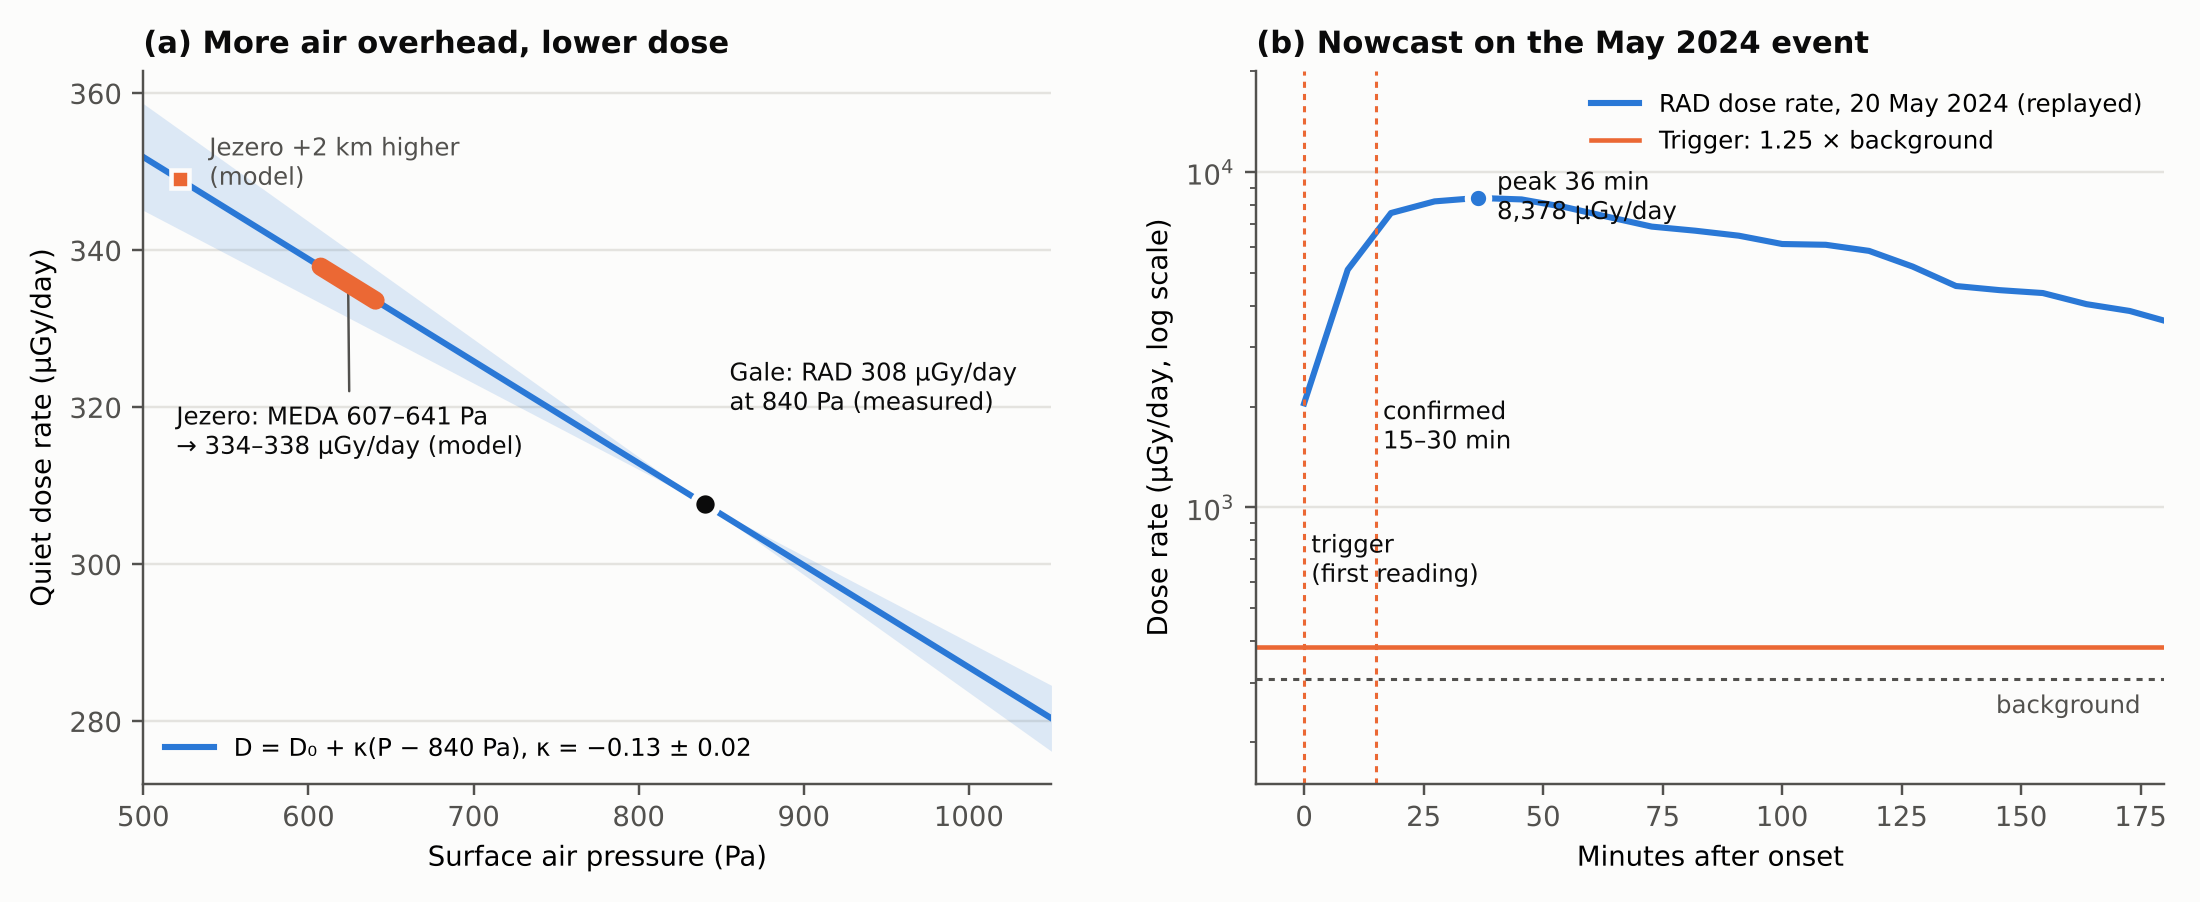 (a) More air overhead, lower dose
360
340
320
300
280
Quiet dose rate (µGy/day)
Jezero +2 km higher
(model)
Gale: RAD 308 µGy/day
at 840 Pa (measured)
Jezero: MEDA 607–641 Pa
→ 334–338 µGy/day (model)
D = D₀ + κ(P − 840 Pa), κ = −0.13 ± 0.02
500 600 700 800 900 1000
Surface air pressure (Pa)
(b) Nowcast on the May 2024 event
RAD dose rate, 20 May 2024 (replayed)
Trigger: 1.25 × background
10⁴
10³
Dose rate (µGy/day, log scale)
peak 36 min
8,378 µGy/day
confirmed
15–30 min
trigger
(first reading)
background
0 25 50 75 100 125 150 175
Minutes after onset